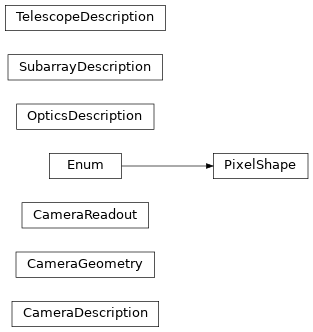 TelescopeDescription
SubarrayDescription
OpticsDescription
Enum
PixelShape
CameraReadout
CameraGeometry
CameraDescription